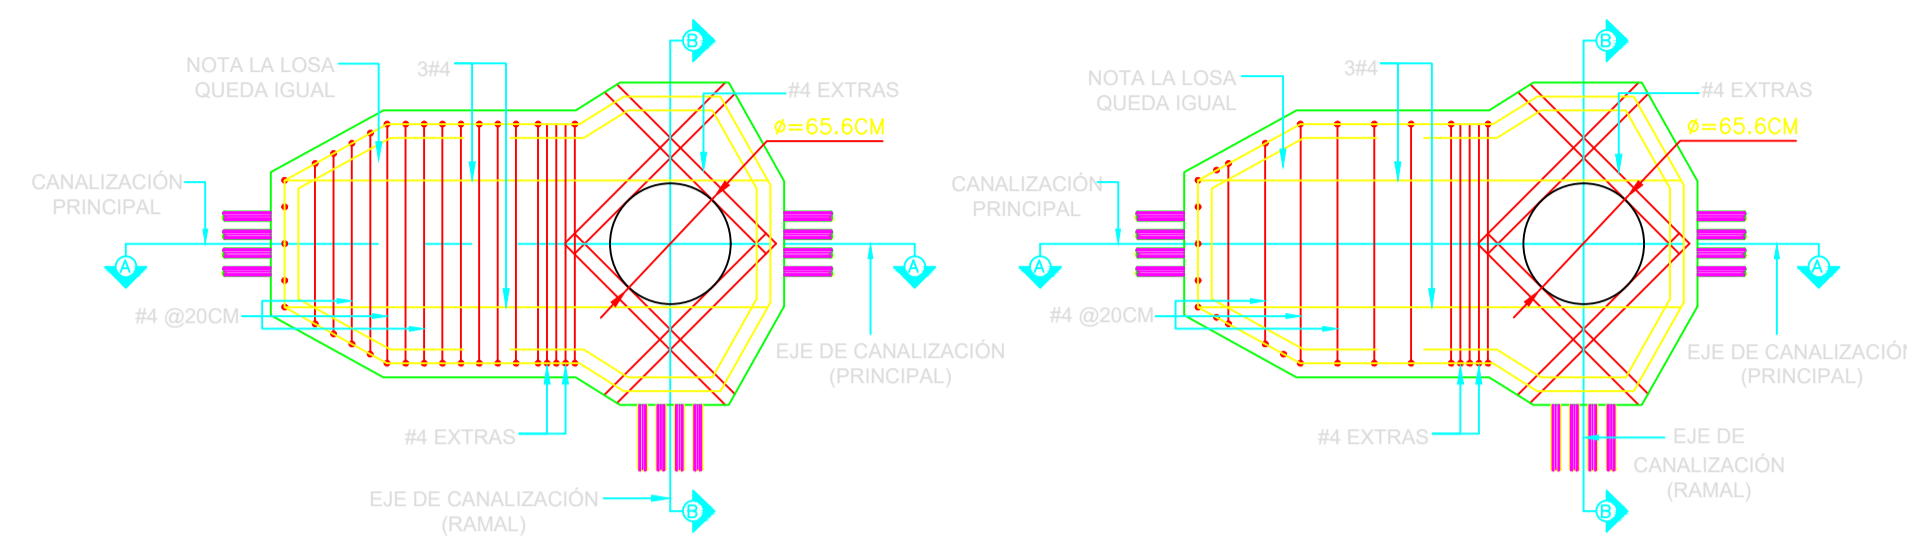 B
NOTA LA LOSA
QUEDA IGUAL
3#4
#4 EXTRAS
ø=65.6CM
CANALIZACIÓN
PRINCIPAL
A
A
#4 @20CM
EJE DE CANALIZACIÓN
(PRINCIPAL)
#4 EXTRAS
EJE DE CANALIZACIÓN
(RAMAL)
B
B
NOTA LA LOSA
QUEDA IGUAL
3#4
#4 EXTRAS
ø=65.6CM
CANALIZACIÓN
PRINCIPAL
A
A
#4 @20CM
EJE DE CANALIZACIÓN
(PRINCIPAL)
#4 EXTRAS
EJE DE
CANALIZACIÓN
(RAMAL)
B